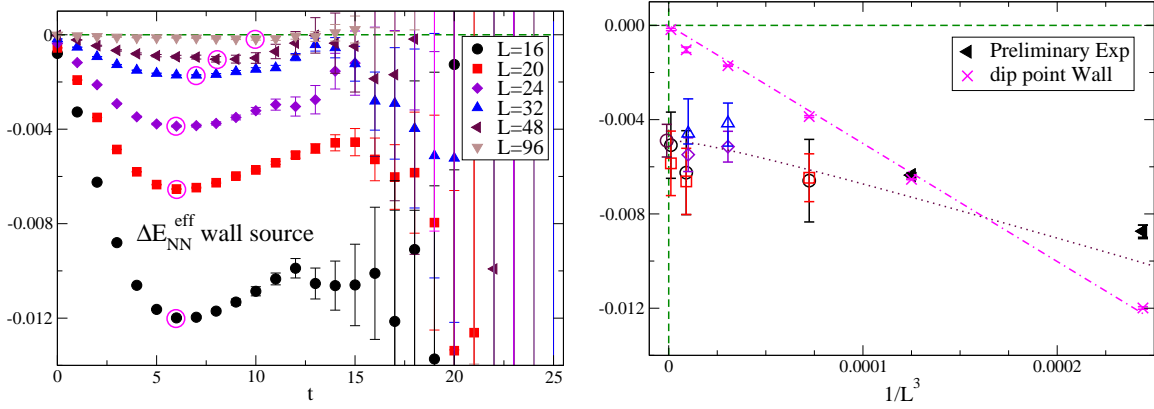 0
-0.004
-0.008
-0.012
0
5
10
15
20
25
t
ΔE_NN^eff wall source
L=16
L=20
L=24
L=32
L=48
L=96
0.000
-0.004
-0.008
-0.012
0
0.0001
0.0002
1/L^3
Preliminary Exp
dip point Wall